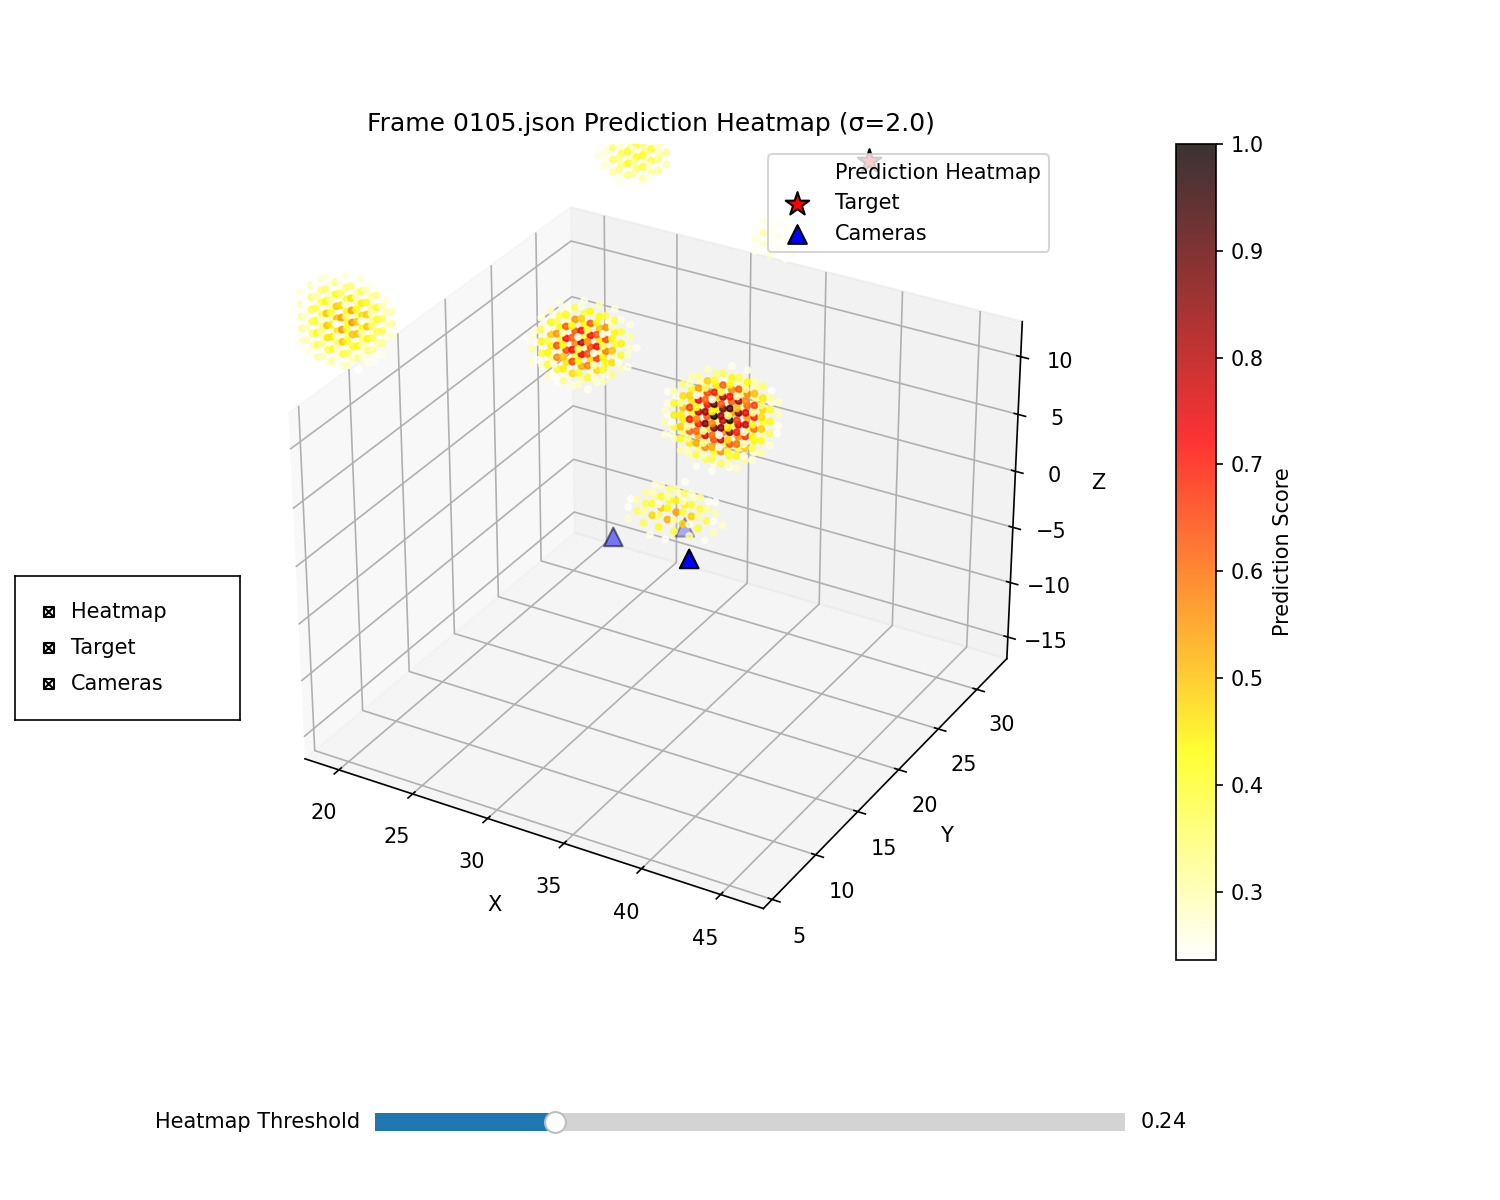 Frame 0105.json Prediction Heatmap (σ=2.0)
Prediction Heatmap
Target
Cameras
1.0
0.9
0.8
0.7
0.6
0.5
0.4
0.3
Prediction Score
10
5
0
−5
−10
−15
Z
Heatmap
Target
Cameras
20
25
30
35
40
45
X
5
10
15
20
25
30
Y
Heatmap Threshold
0.24